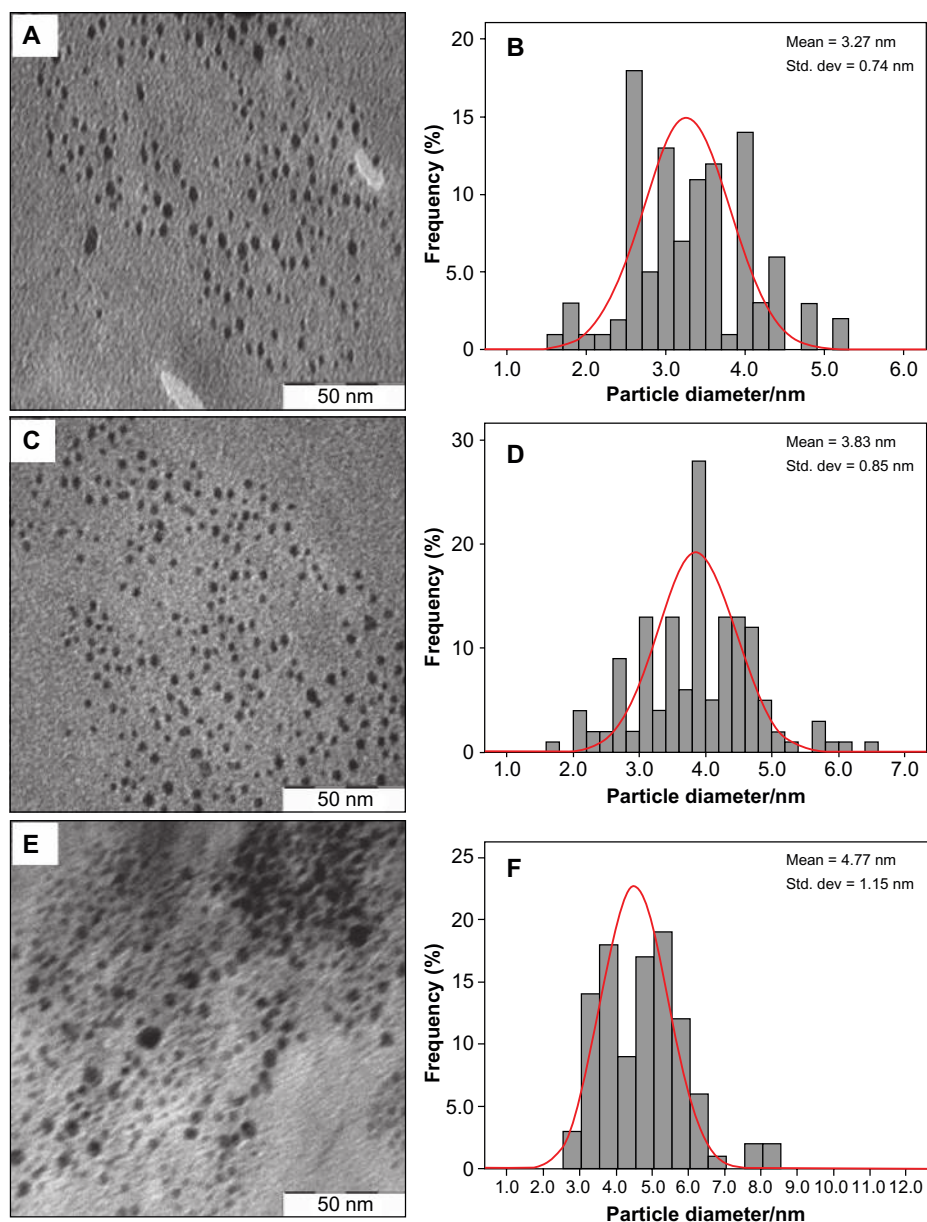 A
50 nm
B
Mean = 3.27 nm
Std. dev = 0.74 nm
Frequency (%)
20
15
10
5.0
0
1.0 2.0 3.0 4.0 5.0 6.0
Particle diameter/nm
C
50 nm
D
Mean = 3.83 nm
Std. dev = 0.85 nm
Frequency (%)
30
20
10
0
1.0 2.0 3.0 4.0 5.0 6.0 7.0
Particle diameter/nm
E
50 nm
F
Mean = 4.77 nm
Std. dev = 1.15 nm
Frequency (%)
25
20
15
10
5.0
0
1.0 2.0 3.0 4.0 5.0 6.0 7.0 8.0 9.0 10.0 11.0 12.0
Particle diameter/nm